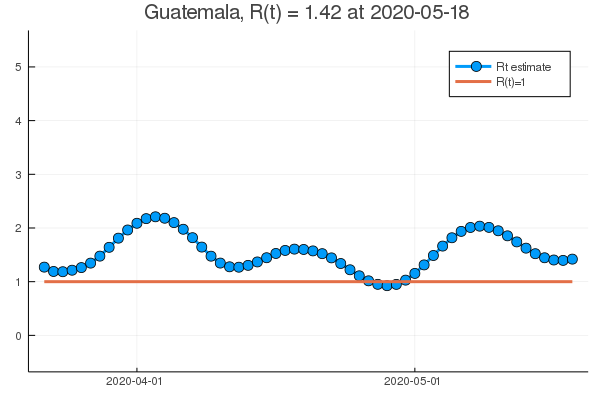 Guatemala, R(t) = 1.42 at 2020-05-18
5
4
3
2
1
0
Rt estimate
R(t)=1
2020-04-01
2020-05-01